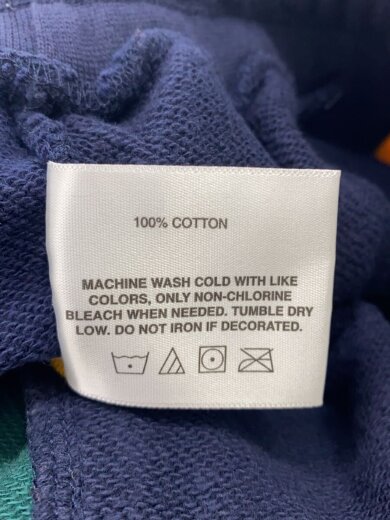 100% COTTON
MACHINE WASH COLD WITH LIKE
COLORS, ONLY NON-CHLORINE
BLEACH WHEN NEEDED. TUMBLE DRY
LOW. DO NOT IRON IF DECORATED.